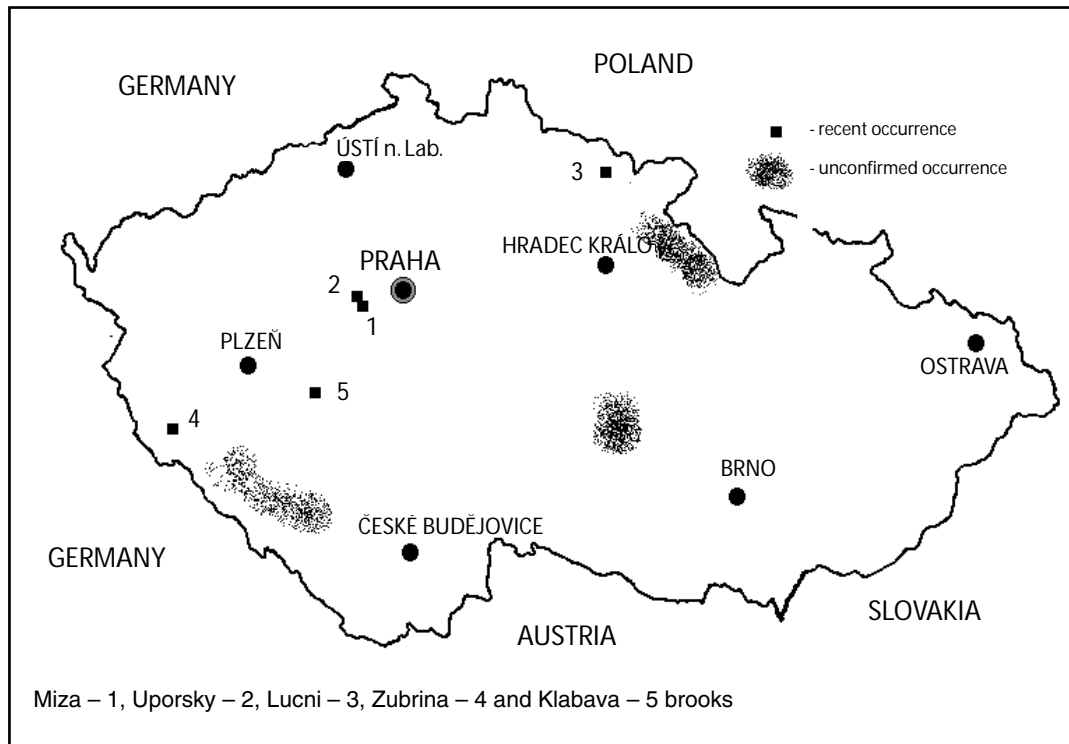 POLAND
GERMANY
- recent occurrence
ÚSTÍ n. Lab.
3
- unconfirmed occurrence
HRADEC KRÁLO
PRAHA
2
1
PLZEŇ
OSTRAVA
5
4
BRNO
ČESKÉ BUDĚJOVICE
GERMANY
SLOVAKIA
AUSTRIA
Miza – 1, Uporsky – 2, Lucni – 3, Zubrina – 4 and Klabava – 5 brooks